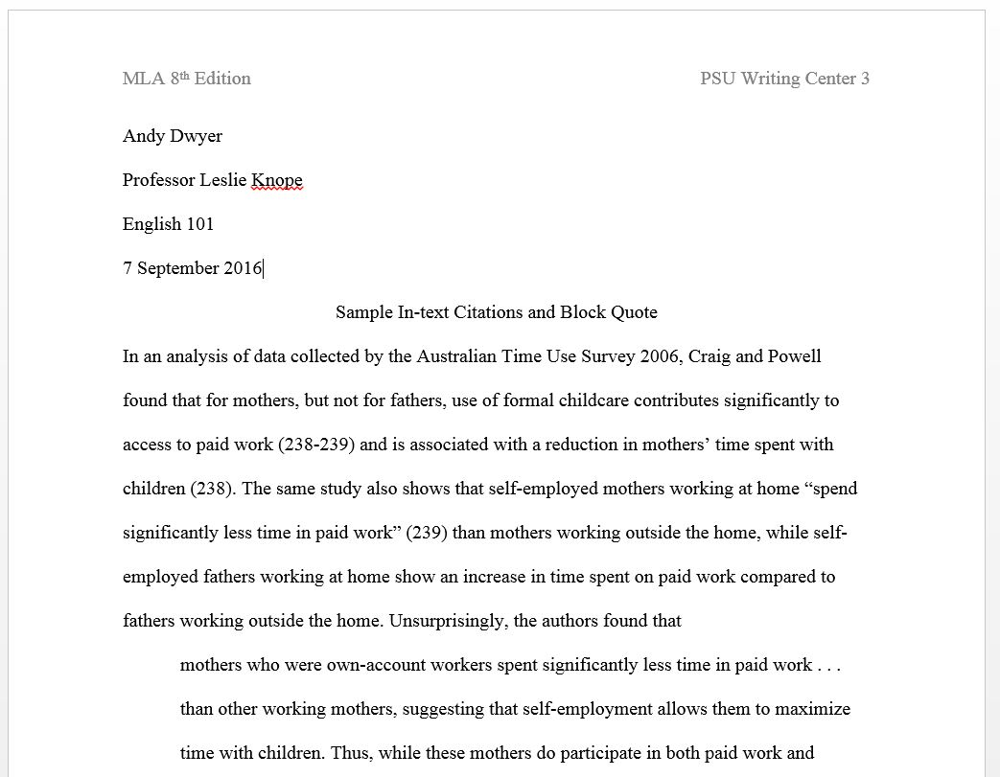 MLA 8th Edition PSU Writing Center 3
Andy Dwyer
Professor Leslie Knope
English 101
7 September 2016
Sample In-text Citations and Block Quote
In an analysis of data collected by the Australian Time Use Survey 2006, Craig and Powell
found that for mothers, but not for fathers, use of formal childcare contributes significantly to
access to paid work (238-239) and is associated with a reduction in mothers’ time spent with
children (238). The same study also shows that self-employed mothers working at home “spend
significantly less time in paid work” (239) than mothers working outside the home, while self-
employed fathers working at home show an increase in time spent on paid work compared to
fathers working outside the home. Unsurprisingly, the authors found that
mothers who were own-account workers spent significantly less time in paid work . . .
than other working mothers, suggesting that self-employment allows them to maximize
time with children. Thus, while these mothers do participate in both paid work and